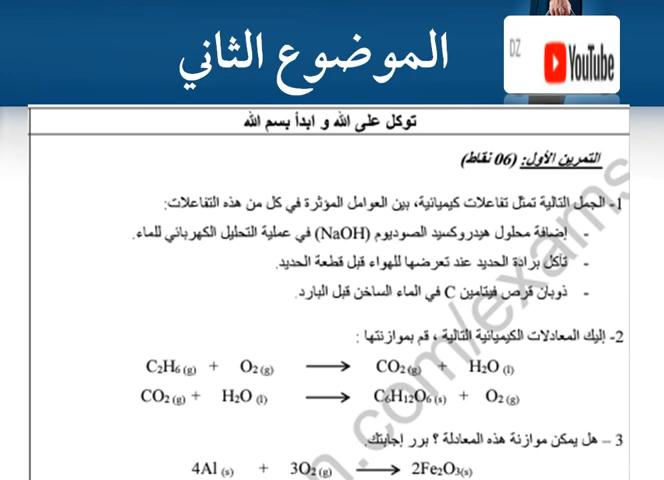 الموضوع الثاني
DZ
YouTube
توكل على الله و ابدأ بسم الله
التمرين الأول: (06 نقاط)
1- الجمل التالية تمثل تفاعلات كيميائية، بين العوامل المؤثرة في كل من هذه التفاعلات:
- إضافة محلول هيدروكسيد الصوديوم (NaOH) في عملية التحليل الكهربائي للماء.
- تآكل برادة الحديد عند تعرضها للهواء قبل قطعة الحديد.
- ذوبان قرص فيتامين C في الماء الساخن قبل البارد.
2- إليك المعادلات الكيميائية التالية ، قم بموازنتها :
C₂H₆ (g) + O₂ (g) ⟶ CO₂ (g) + H₂O (l)
CO₂ (g) + H₂O (l) ⟶ C₆H₁₂O₆ (s) + O₂ (g)
3 – هل يمكن موازنة هذه المعادلة ؟ برر إجابتك.
4Al (s) + 3O₂ (g) ⟶ 2Fe₂O₃(s)
n.com/exams